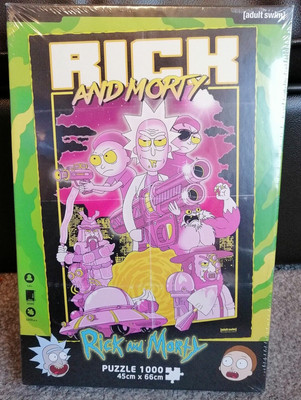 [adult swim]
RICK
AND MORTY
Rick and Morty
PUZZLE 1000
45cm x 66cm